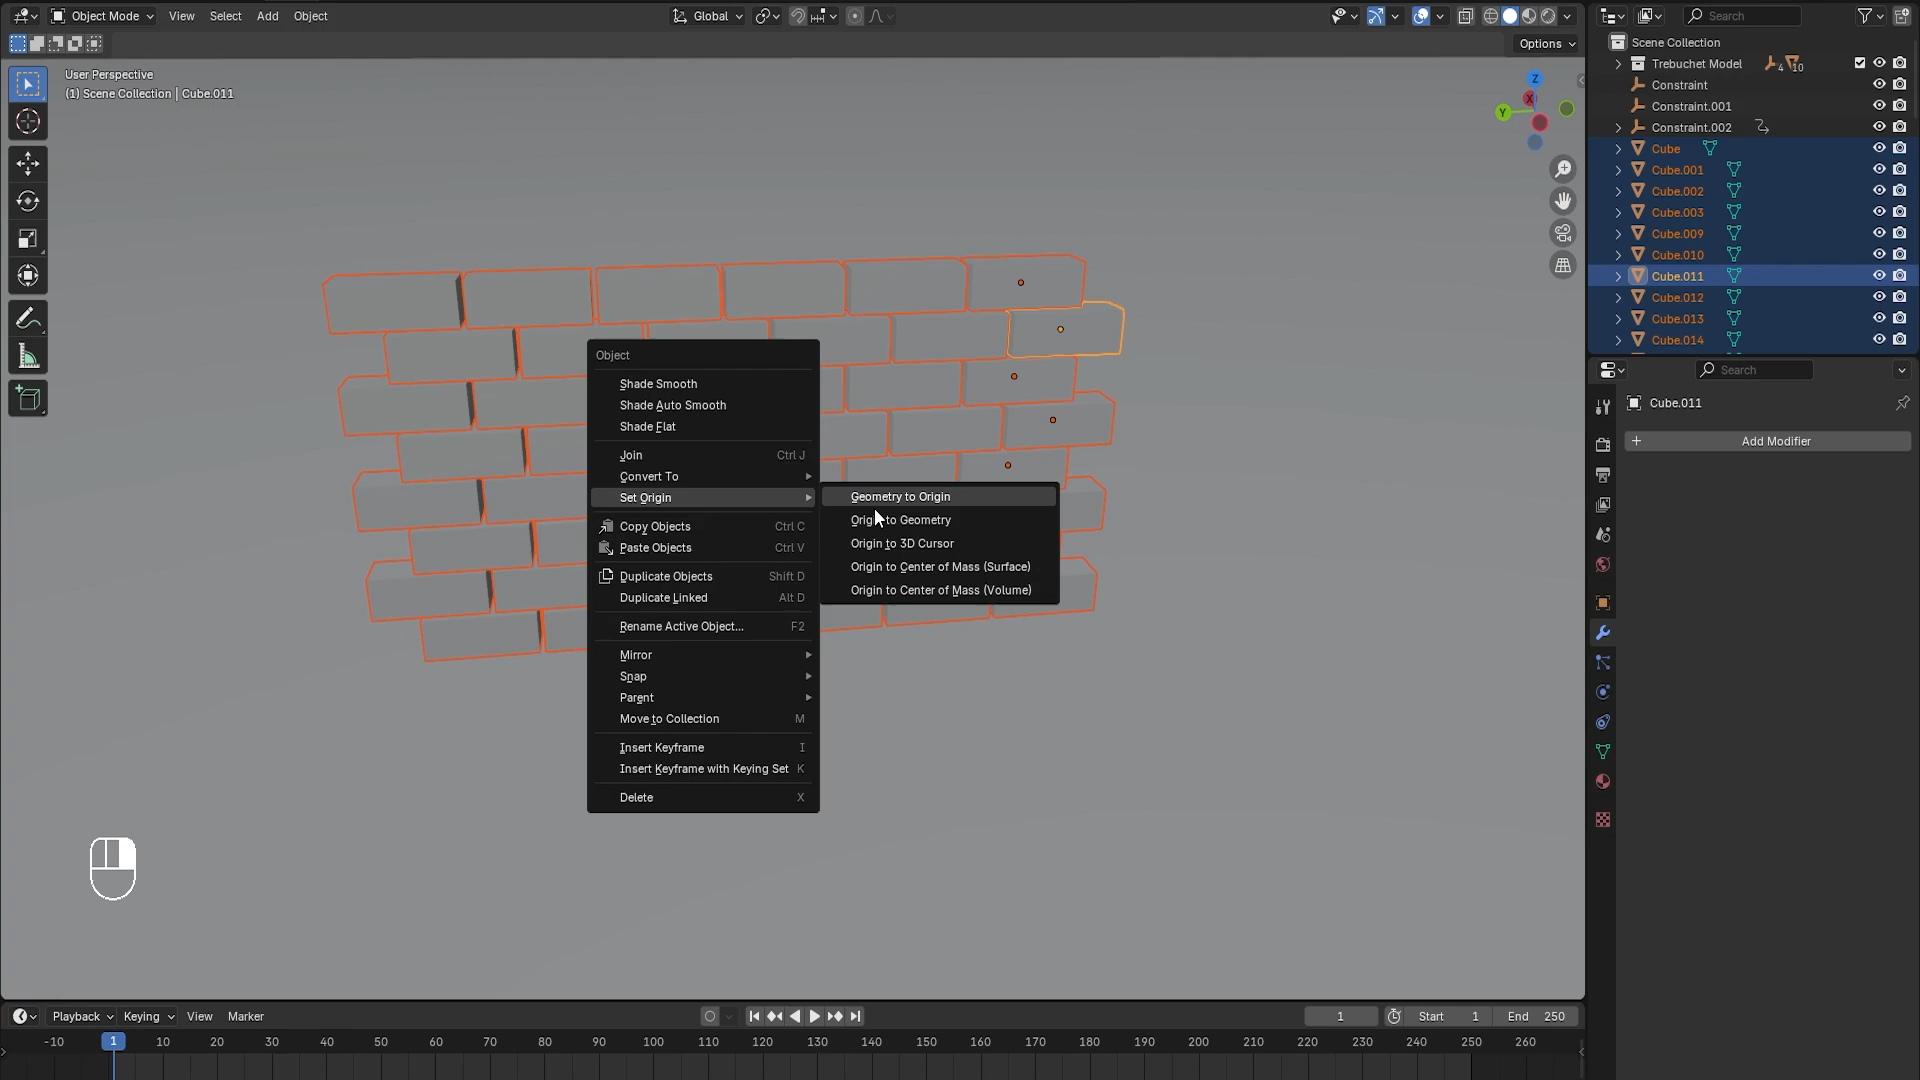 Object Mode
View
Select
Add
Object
Global
Search
Options
User Perspective
(1) Scene Collection | Cube.011
Z
X
Y
Scene Collection
Trebuchet Model
4
10
Constraint
Constraint.001
Constraint.002
Cube
Cube.001
Cube.002
Cube.003
Cube.009
Cube.010
Cube.011
Cube.012
Cube.013
Cube.014
Search
Cube.011
+ Add Modifier
Object
Shade Smooth
Shade Auto Smooth
Shade Flat
Join Ctrl J
Convert To
Set Origin
Copy Objects Ctrl C
Paste Objects Ctrl V
Duplicate Objects Shift D
Duplicate Linked Alt D
Rename Active Object... F2
Mirror
Snap
Parent
Move to Collection M
Insert Keyframe I
Insert Keyframe with Keying Set K
Delete X
Geometry to Origin
Origin to Geometry
Origin to 3D Cursor
Origin to Center of Mass (Surface)
Origin to Center of Mass (Volume)
Playback
Keying
View
Marker
1
Start 1
End 250
-10 1 10 20 30 40 50 60 70 80 90 100 110 120 130 140 150 160 170 180 190 200 210 220 230 240 250 260